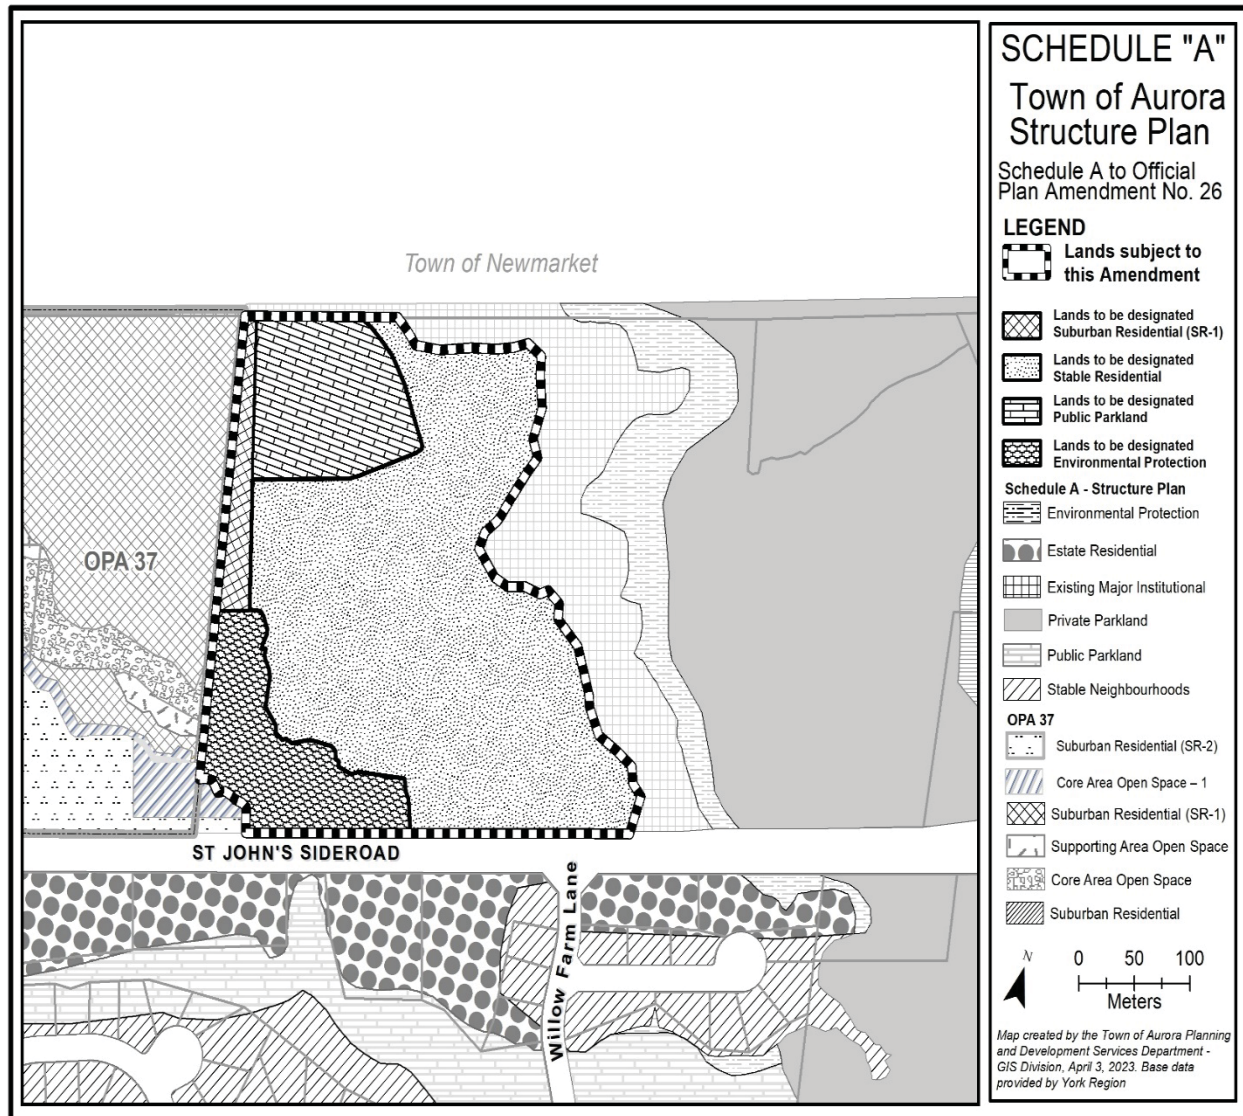 Town of Newmarket
OPA 37
ST JOHN'S SIDEROAD
Willow Farm Lane
SCHEDULE "A"
Town of Aurora
Structure Plan
Schedule A to Official
Plan Amendment No. 26
LEGEND
Lands subject to
this Amendment
Lands to be designated
Suburban Residential (SR-1)
Lands to be designated
Stable Residential
Lands to be designated
Public Parkland
Lands to be designated
Environmental Protection
Schedule A - Structure Plan
Environmental Protection
Estate Residential
Existing Major Institutional
Private Parkland
Public Parkland
Stable Neighbourhoods
OPA 37
Suburban Residential (SR-2)
Core Area Open Space – 1
Suburban Residential (SR-1)
Supporting Area Open Space
Core Area Open Space
Suburban Residential
N
0 50 100
Meters
Map created by the Town of Aurora Planning
and Development Services Department -
GIS Division, April 3, 2023. Base data
provided by York Region